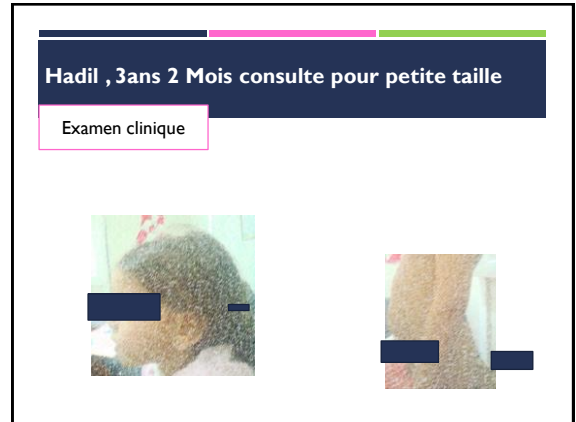 Hadil , 3ans 2 Mois consulte pour petite taille
Examen clinique